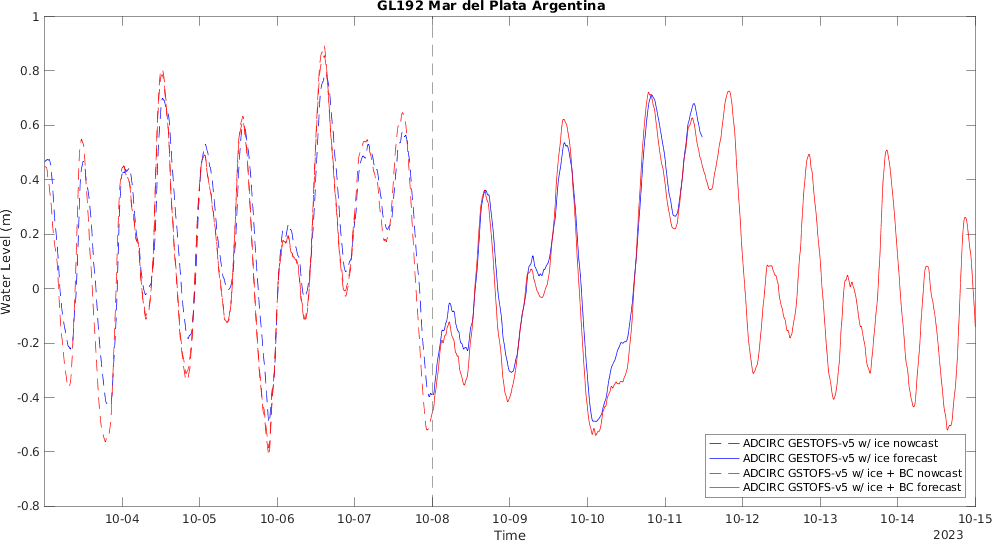 GL192 Mar del Plata Argentina
Water Level (m)
1
0.8
0.6
0.4
0.2
0
-0.2
-0.4
-0.6
-0.8
ADCIRC GESTOFS-v5 w/ ice nowcast
ADCIRC GESTOFS-v5 w/ ice forecast
ADCIRC GSTOFS-v5 w/ ice + BC nowcast
ADCIRC GSTOFS-v5 w/ ice + BC forecast
10-04 10-05 10-06 10-07 10-08 10-09 10-10 10-11 10-12 10-13 10-14 10-15
Time
2023